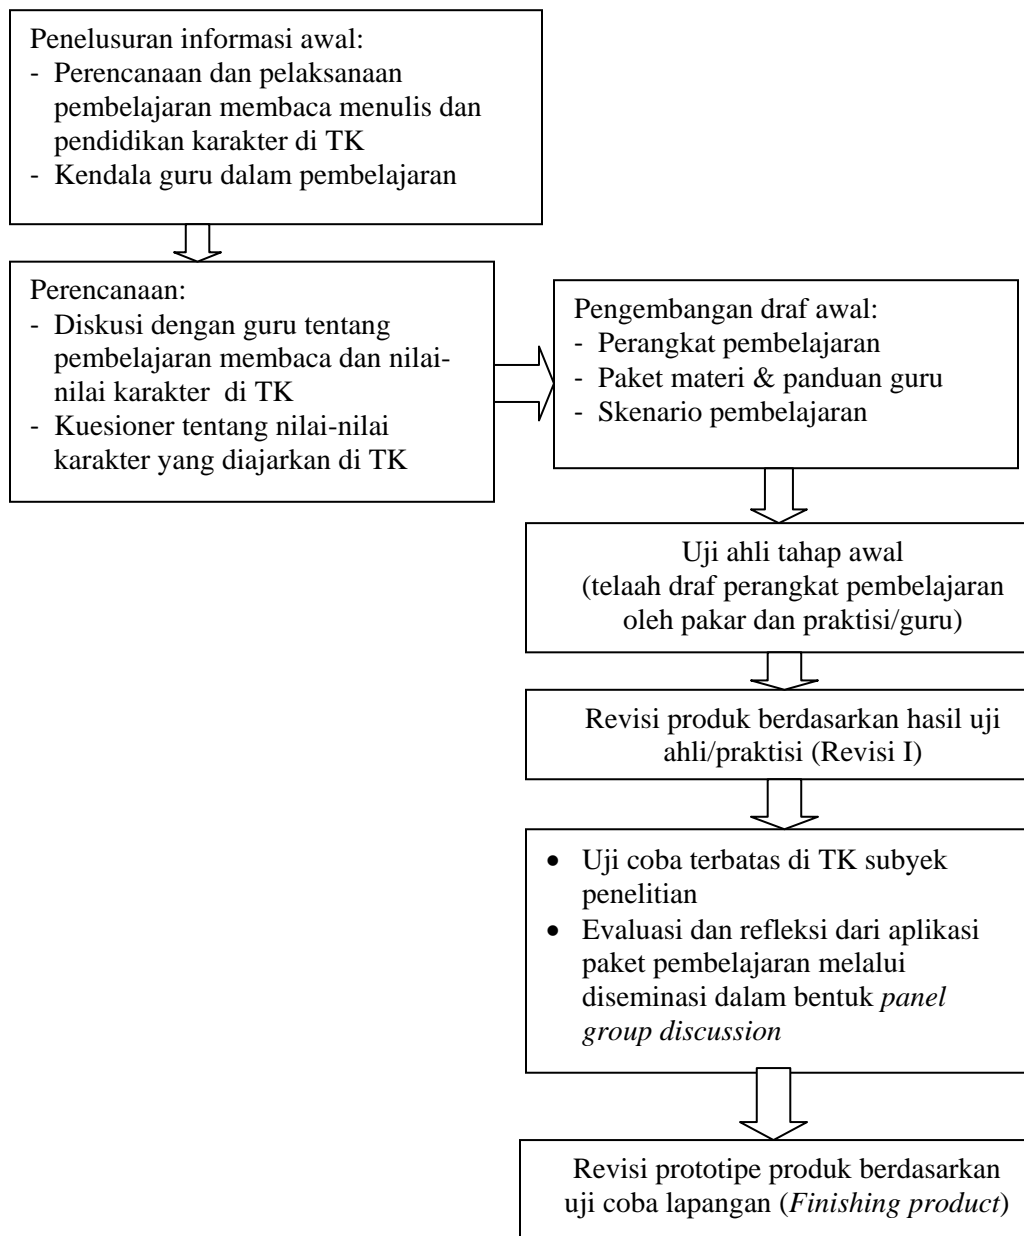 Penelusuran informasi awal:
- Perencanaan dan pelaksanaan
pembelajaran membaca menulis dan
pendidikan karakter di TK
- Kendala guru dalam pembelajaran
Perencanaan:
- Diskusi dengan guru tentang
pembelajaran membaca dan nilai-
nilai karakter di TK
- Kuesioner tentang nilai-nilai
karakter yang diajarkan di TK
Pengembangan draf awal:
- Perangkat pembelajaran
- Paket materi & panduan guru
- Skenario pembelajaran
Uji ahli tahap awal
(telaah draf perangkat pembelajaran
oleh pakar dan praktisi/guru)
Revisi produk berdasarkan hasil uji
ahli/praktisi (Revisi I)
• Uji coba terbatas di TK subyek
penelitian
• Evaluasi dan refleksi dari aplikasi
paket pembelajaran melalui
diseminasi dalam bentuk panel
group discussion
Revisi prototipe produk berdasarkan
uji coba lapangan (Finishing product)